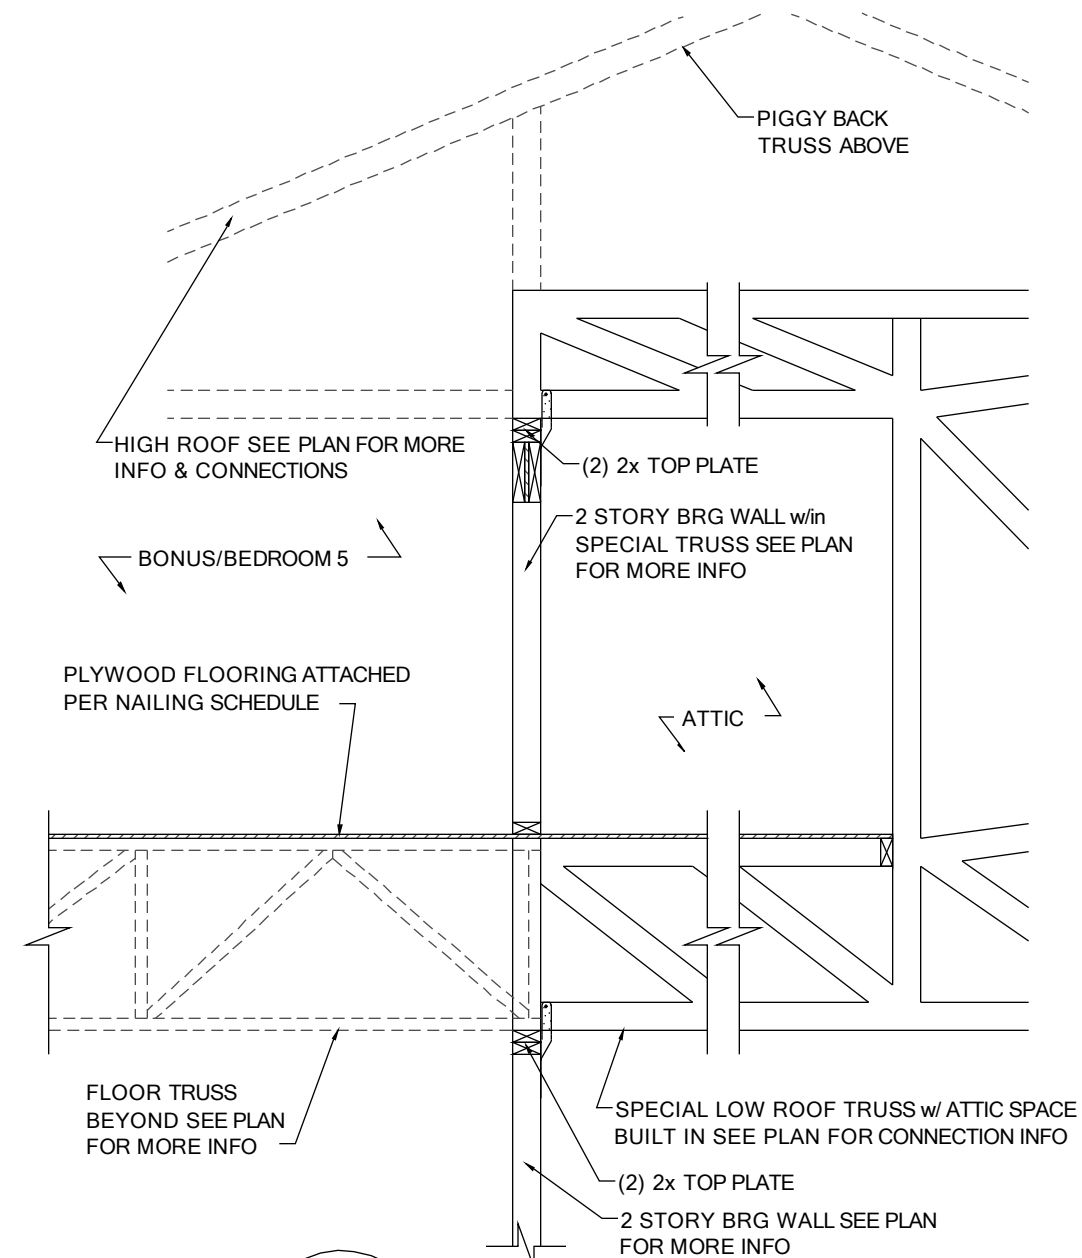 PIGGY BACK
TRUSS ABOVE
HIGH ROOF SEE PLAN FOR MORE
INFO & CONNECTIONS
(2) 2x TOP PLATE
2 STORY BRG WALL w/in
SPECIAL TRUSS SEE PLAN
FOR MORE INFO
BONUS/BEDROOM 5
PLYWOOD FLOORING ATTACHED
PER NAILING SCHEDULE
ATTIC
FLOOR TRUSS
BEYOND SEE PLAN
FOR MORE INFO
SPECIAL LOW ROOF TRUSS w/ ATTIC SPACE
BUILT IN SEE PLAN FOR CONNECTION INFO
(2) 2x TOP PLATE
2 STORY BRG WALL SEE PLAN
FOR MORE INFO